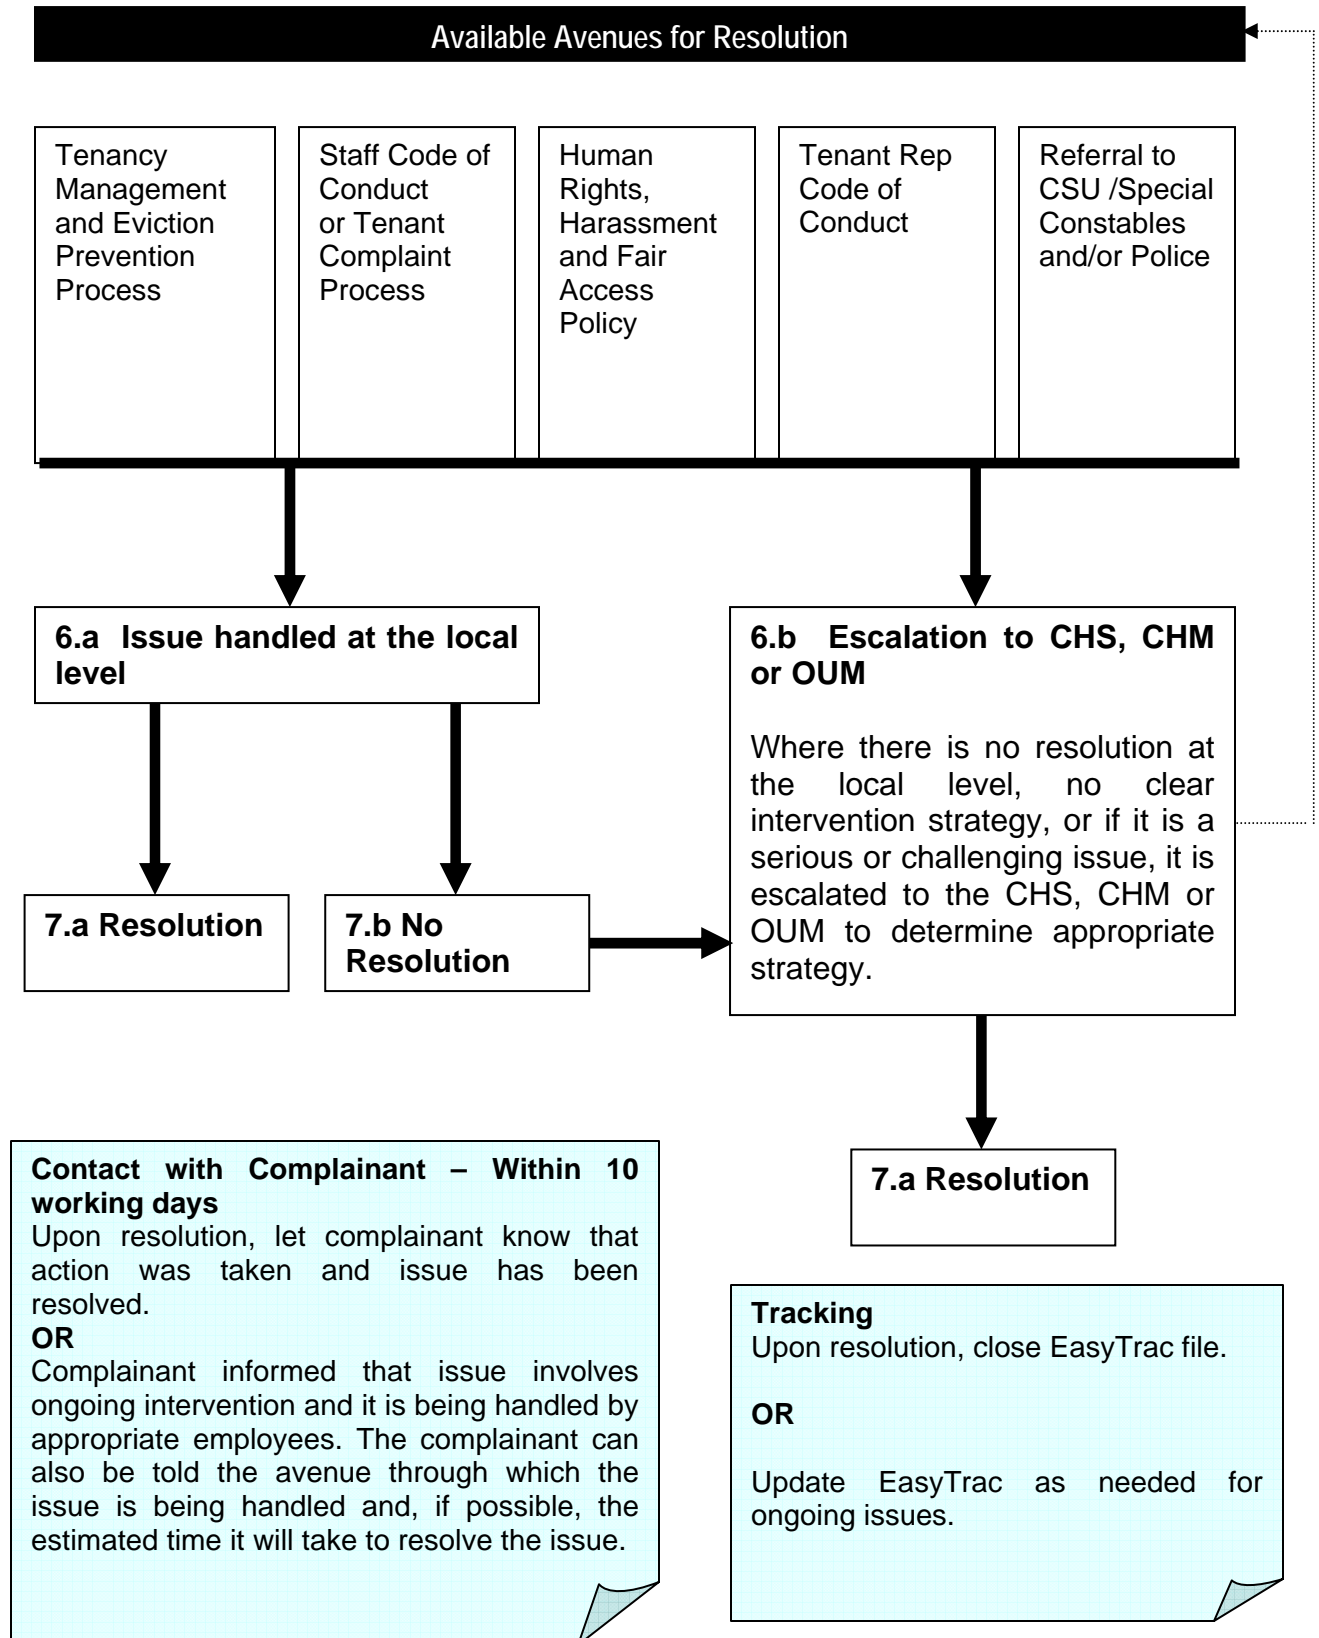 Available Avenues for Resolution
Tenancy
Management
and Eviction
Prevention
Process
Staff Code of
Conduct
or Tenant
Complaint
Process
Human
Rights,
Harassment
and Fair
Access
Policy
Tenant Rep
Code of
Conduct
Referral to
CSU /Special
Constables
and/or Police
6.a Issue handled at the local
level
6.b Escalation to CHS, CHM
or OUM
Where there is no resolution at
the local level, no clear
intervention strategy, or if it is a
serious or challenging issue, it is
escalated to the CHS, CHM or
OUM to determine appropriate
strategy.
7.a Resolution
7.b No
Resolution
7.a Resolution
Contact with Complainant – Within 10
working days
Upon resolution, let complainant know that
action was taken and issue has been
resolved.
OR
Complainant informed that issue involves
ongoing intervention and it is being handled by
appropriate employees. The complainant can
also be told the avenue through which the
issue is being handled and, if possible, the
estimated time it will take to resolve the issue.
Tracking
Upon resolution, close EasyTrac file.
OR
Update EasyTrac as needed for
ongoing issues.